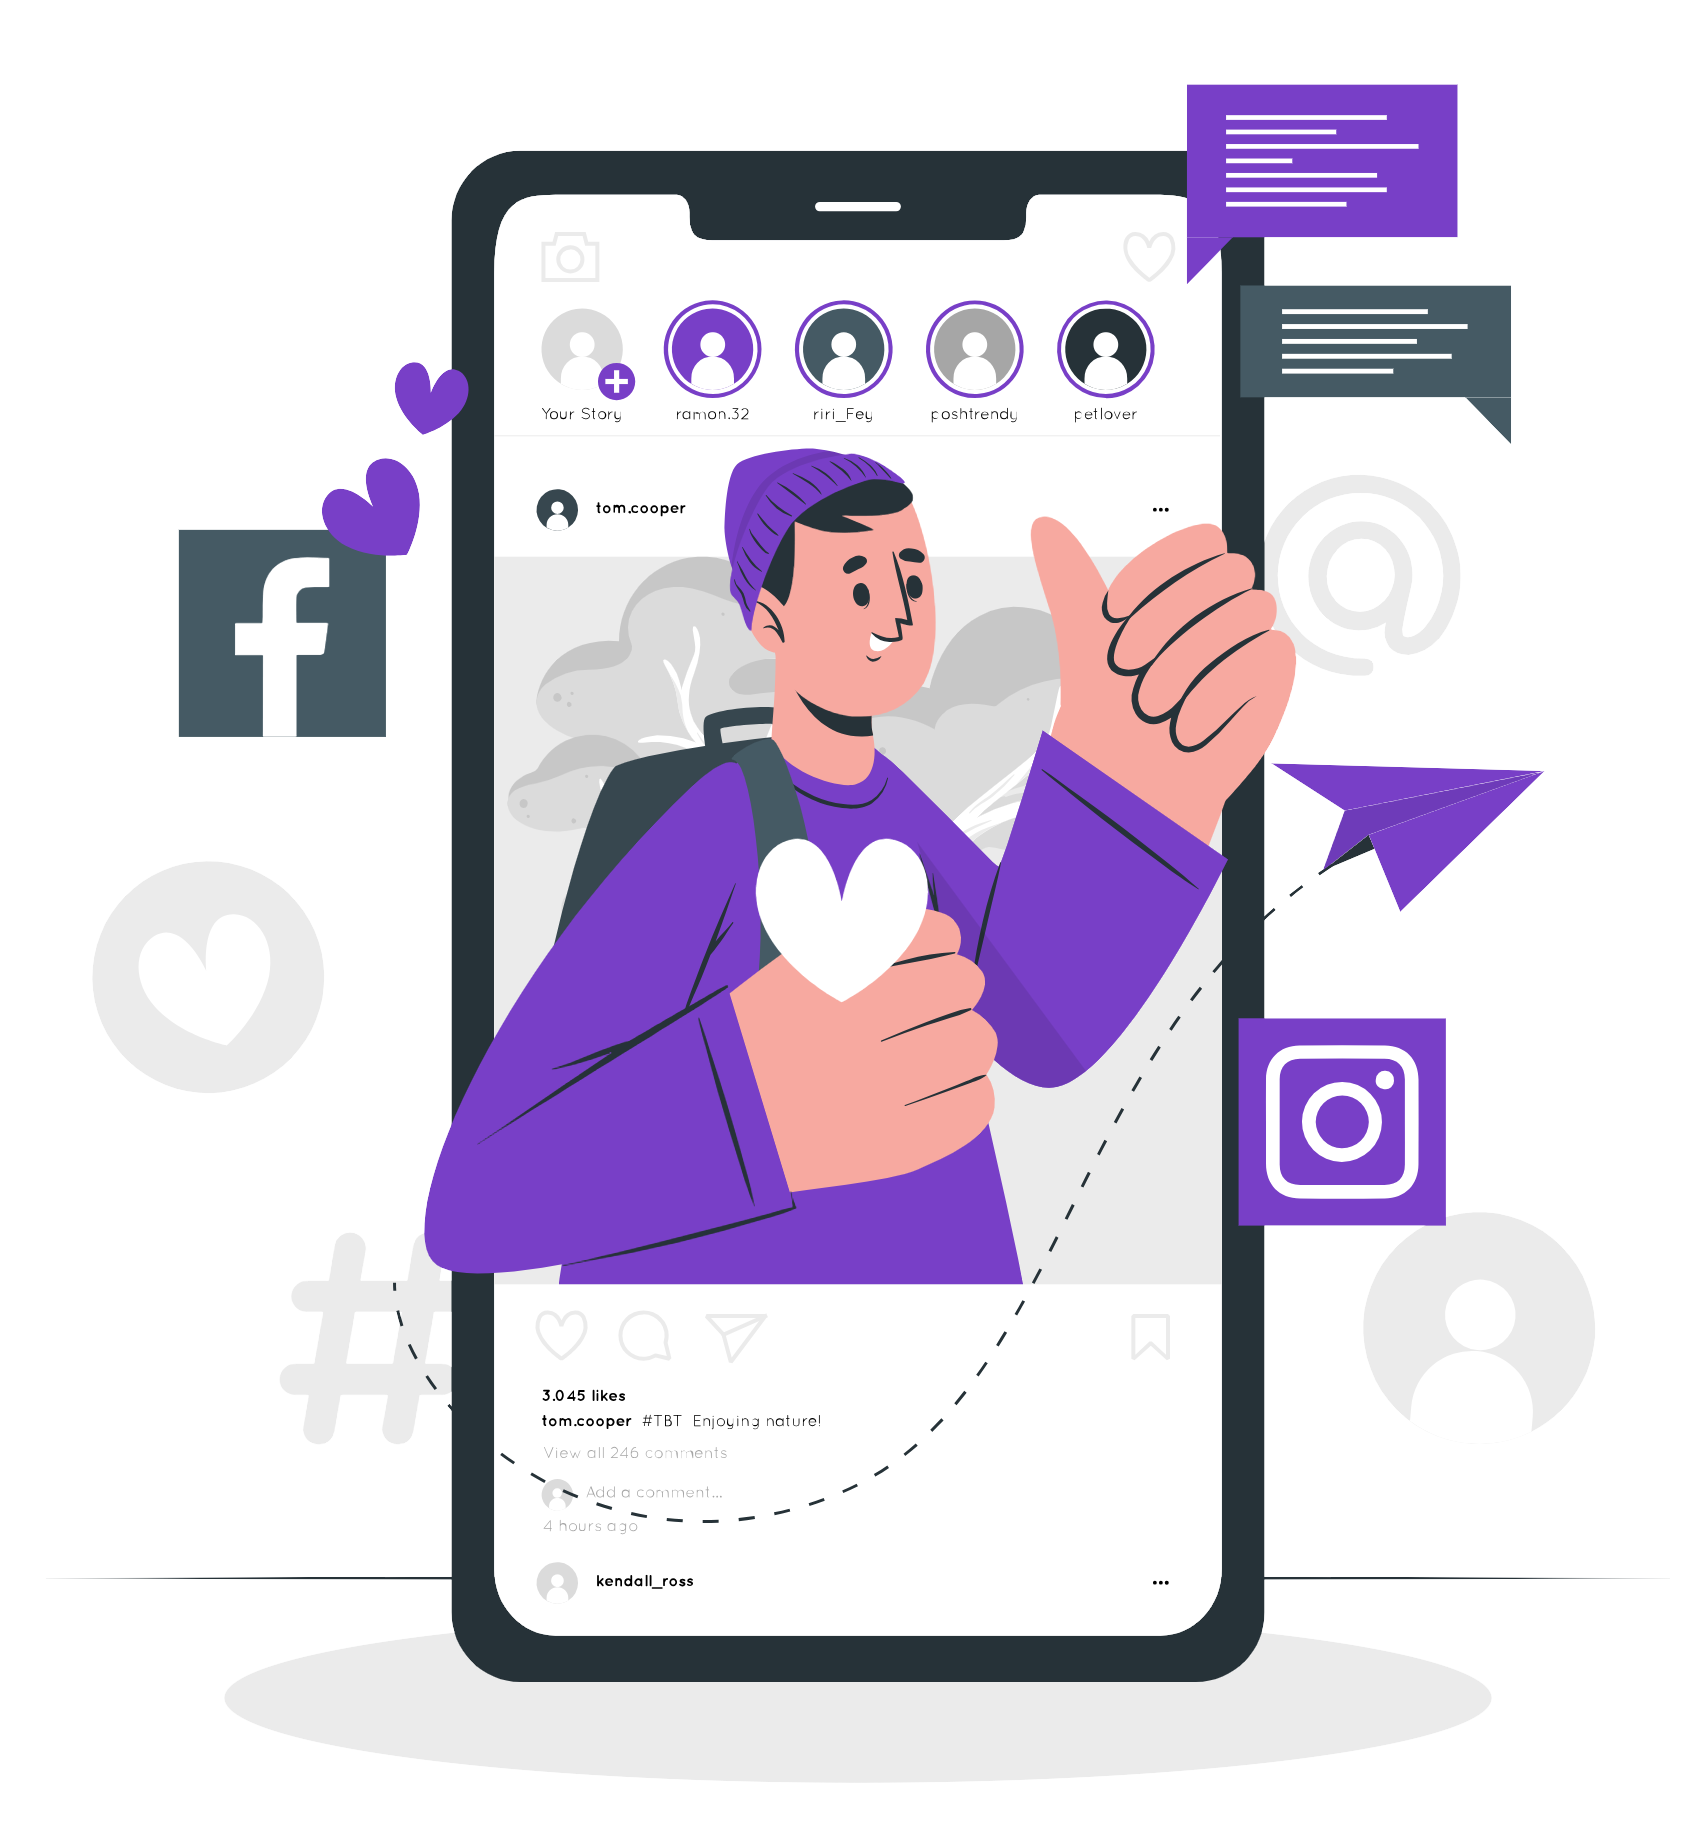 Your Story
ramon.32
riri_Fey
poshtrendy
petlover
tom.cooper
3.045 likes
tom.cooper #TBT Enjoying nature!
View all 246 comments
Add a comment...
4 hours ago
kendall_ross